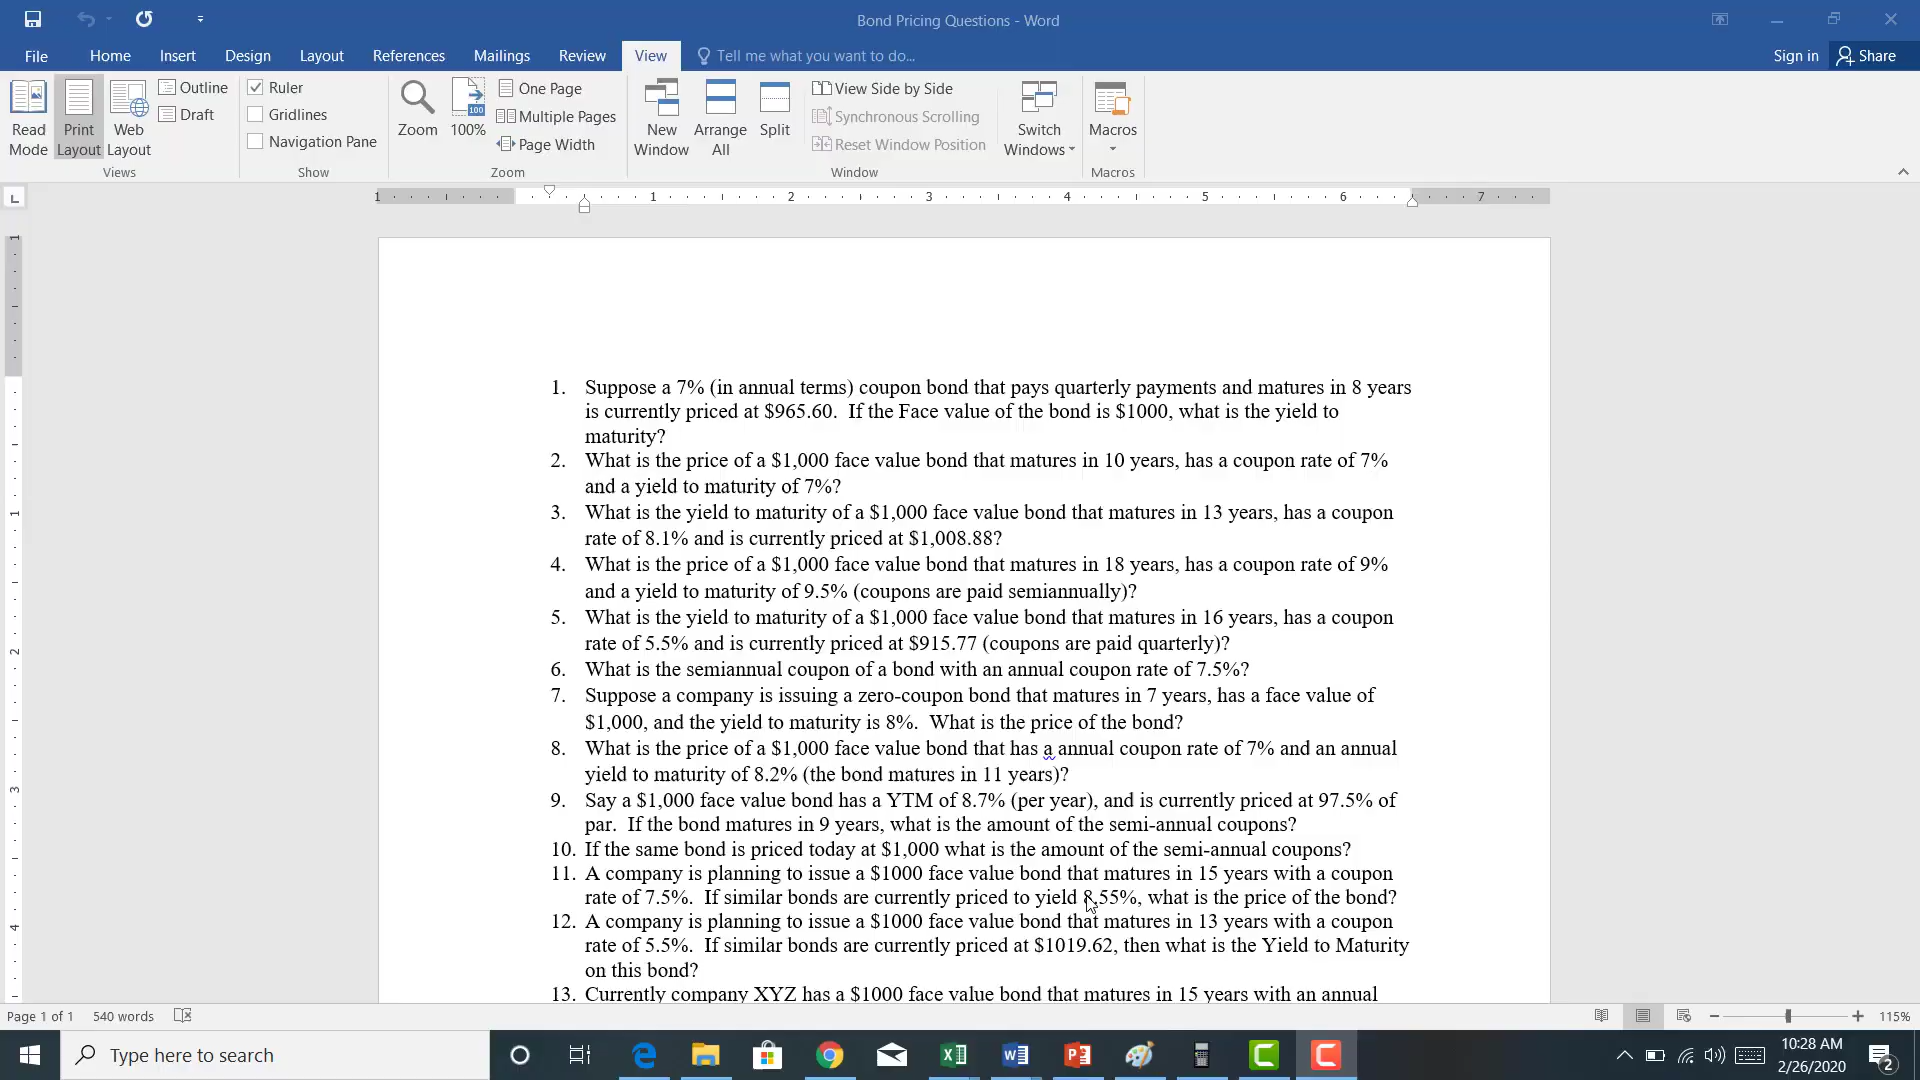 Bond Pricing Questions - Word
File Home Insert Design Layout References Mailings Review View Tell me what you want to do... Sign in Share
Read Mode
Print Layout
Web Layout
Outline
Draft
Views
Ruler
Gridlines
Navigation Pane
Show
Zoom
100
100%
One Page
Multiple Pages
Page Width
Zoom
New Window
Arrange All
Split
View Side by Side
Synchronous Scrolling
Reset Window Position
Window
Switch Windows
Macros
Macros
L
1 1 2 3 4 5 6 7
1
1
2
3
4
1. Suppose a 7% (in annual terms) coupon bond that pays quarterly payments and matures in 8 years
is currently priced at $965.60. If the Face value of the bond is $1000, what is the yield to
maturity?
2. What is the price of a $1,000 face value bond that matures in 10 years, has a coupon rate of 7%
and a yield to maturity of 7%?
3. What is the yield to maturity of a $1,000 face value bond that matures in 13 years, has a coupon
rate of 8.1% and is currently priced at $1,008.88?
4. What is the price of a $1,000 face value bond that matures in 18 years, has a coupon rate of 9%
and a yield to maturity of 9.5% (coupons are paid semiannually)?
5. What is the yield to maturity of a $1,000 face value bond that matures in 16 years, has a coupon
rate of 5.5% and is currently priced at $915.77 (coupons are paid quarterly)?
6. What is the semiannual coupon of a bond with an annual coupon rate of 7.5%?
7. Suppose a company is issuing a zero-coupon bond that matures in 7 years, has a face value of
$1,000, and the yield to maturity is 8%. What is the price of the bond?
8. What is the price of a $1,000 face value bond that has a annual coupon rate of 7% and an annual
yield to maturity of 8.2% (the bond matures in 11 years)?
9. Say a $1,000 face value bond has a YTM of 8.7% (per year), and is currently priced at 97.5% of
par. If the bond matures in 9 years, what is the amount of the semi-annual coupons?
10. If the same bond is priced today at $1,000 what is the amount of the semi-annual coupons?
11. A company is planning to issue a $1000 face value bond that matures in 15 years with a coupon
rate of 7.5%. If similar bonds are currently priced to yield 8.55%, what is the price of the bond?
12. A company is planning to issue a $1000 face value bond that matures in 13 years with a coupon
rate of 5.5%. If similar bonds are currently priced at $1019.62, then what is the Yield to Maturity
on this bond?
13. Currently company XYZ has a $1000 face value bond that matures in 15 years with an annual
Page 1 of 1 540 words 115%
Type here to search
10:28 AM
2/26/2020
2